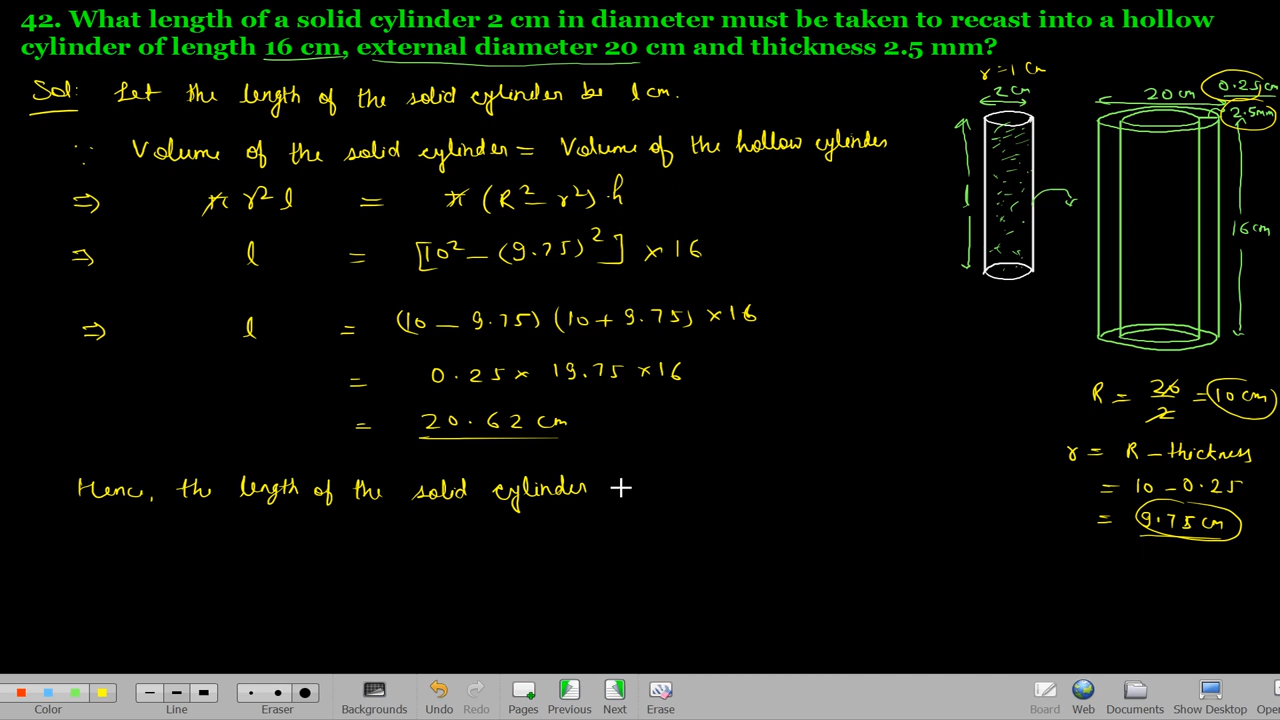 42. What length of a solid cylinder 2 cm in diameter must be taken to recast into a hollow
cylinder of length 16 cm, external diameter 20 cm and thickness 2.5 mm?
Sol: Let the length of the solid cylinder be l cm.
∵ Volume of the solid cylinder = Volume of the hollow cylinder
⇒ π r² l = π (R² - r²) · h
⇒ l = [10² - (9.75)²] × 16
⇒ l = (10 - 9.75) (10 + 9.75) × 16
= 0.25 × 19.75 × 16
= 20.62 cm
Hence, the length of the solid cylinder
r = 1 cm
2 cm
l
20 cm
0.25 cm
2.5 mm
16 cm
R = 20/2 = 10 cm
r = R - thickness
= 10 - 0.25
= 9.75 cm
Color
Line
Eraser
Backgrounds
Undo
Redo
Pages
Previous
Next
Erase
Board
Web
Documents
Show Desktop
Open